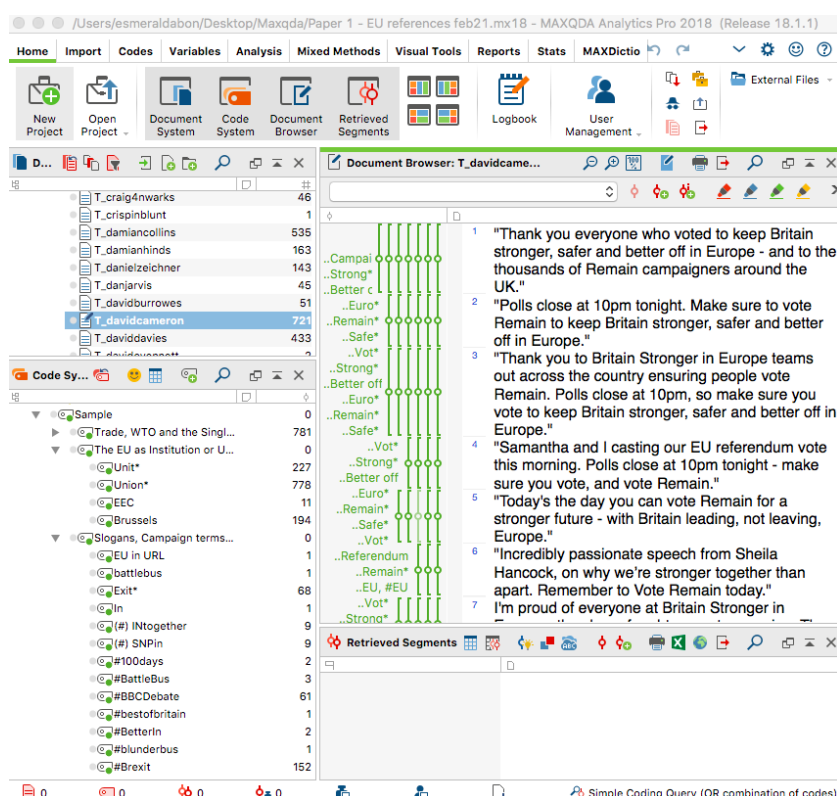 /Users/esmeraldabon/Desktop/Maxqda/Paper 1 - EU references feb21.mx18 - MAXQDA Analytics Pro 2018 (Release 18.1.1)
Home Import Codes Variables Analysis Mixed Methods Visual Tools Reports Stats MAXDictio
New Project
Open Project
Document System
Code System
Document Browser
Retrieved Segments
Logbook
User Management
External Files
D...
#
T_craig4nwarks 46
T_crispinblunt 1
T_damiancollins 535
T_damianhinds 163
T_danielzeichner 143
T_danjarvis 45
T_davidburrowes 51
T_davidcameron 721
T_daviddavies 433
Code Sy...
Sample 0
Trade, WTO and the Singl... 781
The EU as Institution or U... 0
Unit* 227
Union* 778
EEC 11
Brussels 194
Slogans, Campaign terms... 0
EU in URL 1
battlebus 1
Exit* 68
In 1
(#) INtogether 9
(#) SNPin 9
#100days 2
#BattleBus 3
#BBCDebate 61
#bestofbritain 1
#BetterIn 2
#blunderbus 1
#Brexit 152
Document Browser: T_davidcame...
100 %
..Campai
..Strong*
..Better c
..Euro*
..Remain*
..Safe*
..Vot*
..Strong*
..Better off
..Euro*
..Remain*
..Safe*
..Vot*
..Strong*
..Better off
..Euro*
..Remain*
..Safe*
..Vot*
..Referendum
..Remain*
..EU, #EU
..Vot*
..Strong*
1 "Thank you everyone who voted to keep Britain
stronger, safer and better off in Europe - and to the
thousands of Remain campaigners around the
UK."
2 "Polls close at 10pm tonight. Make sure to vote
Remain to keep Britain stronger, safer and better
off in Europe."
3 "Thank you to Britain Stronger in Europe teams
out across the country ensuring people vote
Remain. Polls close at 10pm, so make sure you
vote to keep Britain stronger, safer and better off in
Europe."
4 "Samantha and I casting our EU referendum vote
this morning. Polls close at 10pm tonight - make
sure you vote, and vote Remain."
5 "Today's the day you can vote Remain for a
stronger future - with Britain leading, not leaving,
Europe."
6 "Incredibly passionate speech from Sheila
Hancock, on why we're stronger together than
apart. Remember to Vote Remain today."
7 I'm proud of everyone at Britain Stronger in
Retrieved Segments
0 0 0 0 Simple Coding Query (OR combination of codes)